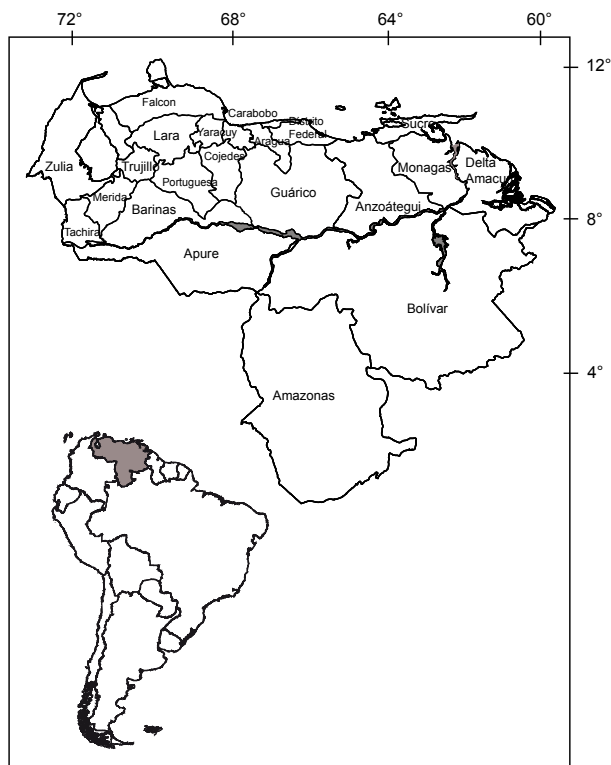 72° 68° 64° 60°
12°
Falcon
Carabobo
Distrito
Federal
Sucre
Lara
Yaracuy
Aragua
Cojedes
Zulia
Trujillo
Monagas
Delta
Amacu
Merida
Portuguesa
Guárico
Barinas
Anzoátegui
8°
Tachira
Apure
Bolívar
4°
Amazonas